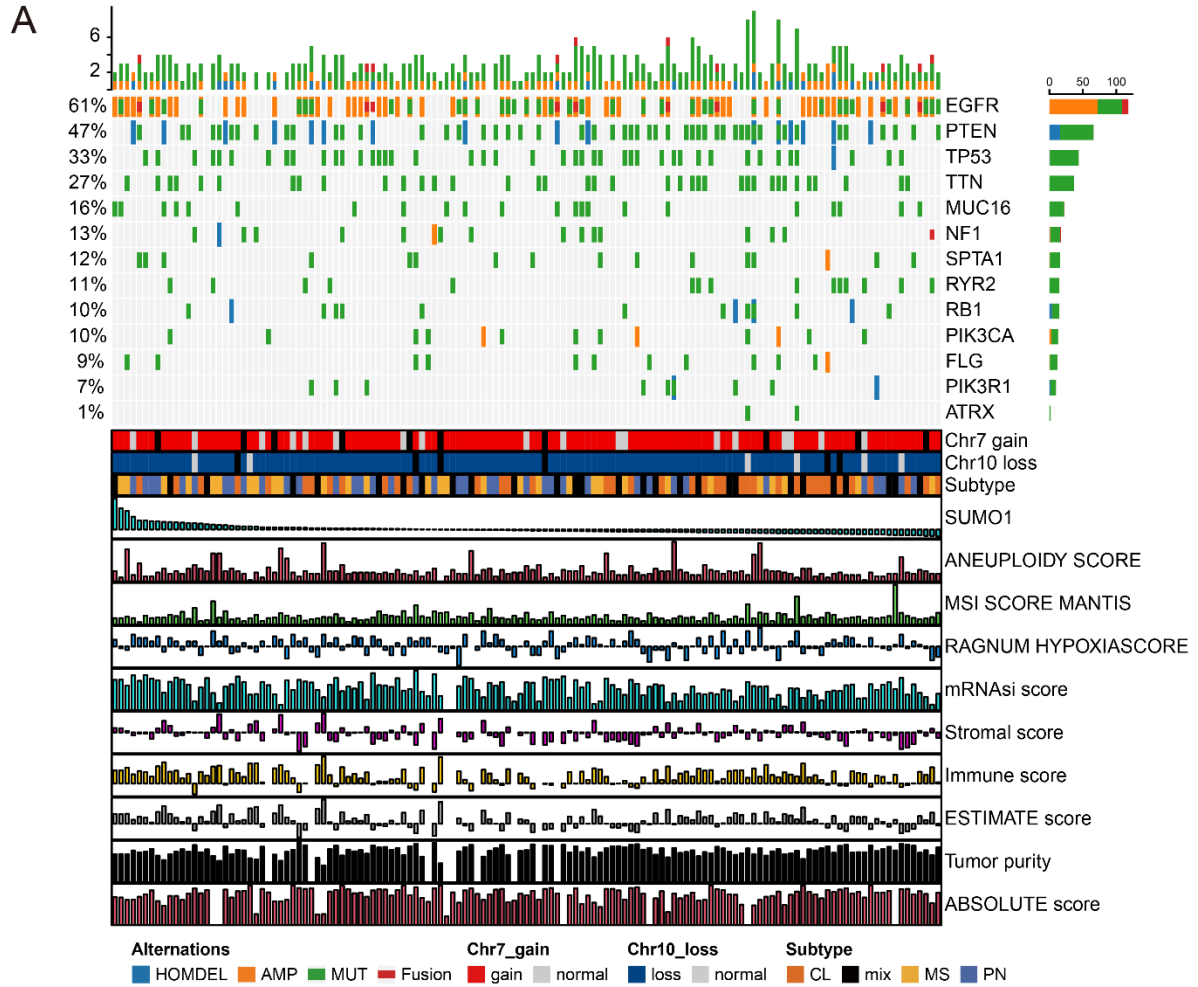 A
6
2
0 50 100
61% EGFR
47% PTEN
33% TP53
27% TTN
16% MUC16
13% NF1
12% SPTA1
11% RYR2
10% RB1
10% PIK3CA
9% FLG
7% PIK3R1
1% ATRX
Chr7 gain
Chr10 loss
Subtype
SUMO1
ANEUPLOIDY SCORE
MSI SCORE MANTIS
RAGNUM HYPOXIASCORE
mRNAsi score
Stromal score
Immune score
ESTIMATE score
Tumor purity
ABSOLUTE score
Alternations Chr7_gain Chr10_loss Subtype
HOMDEL AMP MUT Fusion gain normal loss normal CL mix MS PN